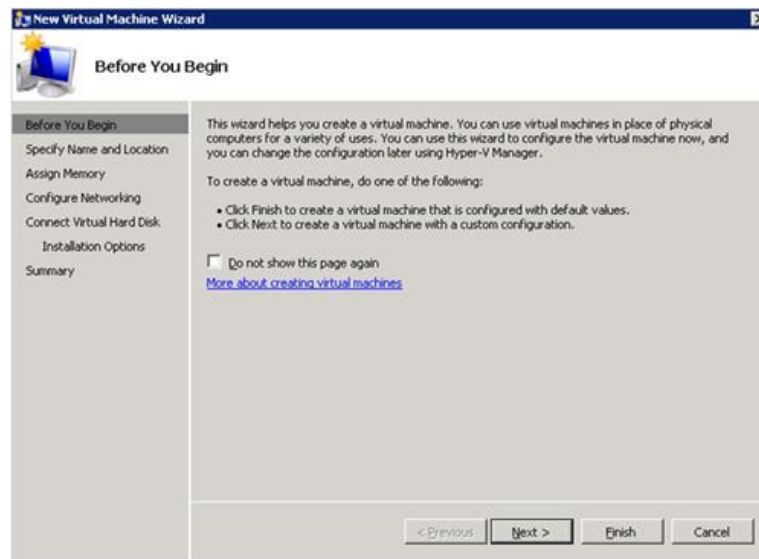 New Virtual Machine Wizard
Before You Begin
Before You Begin
Specify Name and Location
Assign Memory
Configure Networking
Connect Virtual Hard Disk
Installation Options
Summary
This wizard helps you create a virtual machine. You can use virtual machines in place of physical
computers for a variety of uses. You can use this wizard to configure the virtual machine now, and
you can change the configuration later using Hyper-V Manager.
To create a virtual machine, do one of the following:
• Click Finish to create a virtual machine that is configured with default values.
• Click Next to create a virtual machine with a custom configuration.
Do not show this page again
More about creating virtual machines
< Previous
Next >
Finish
Cancel